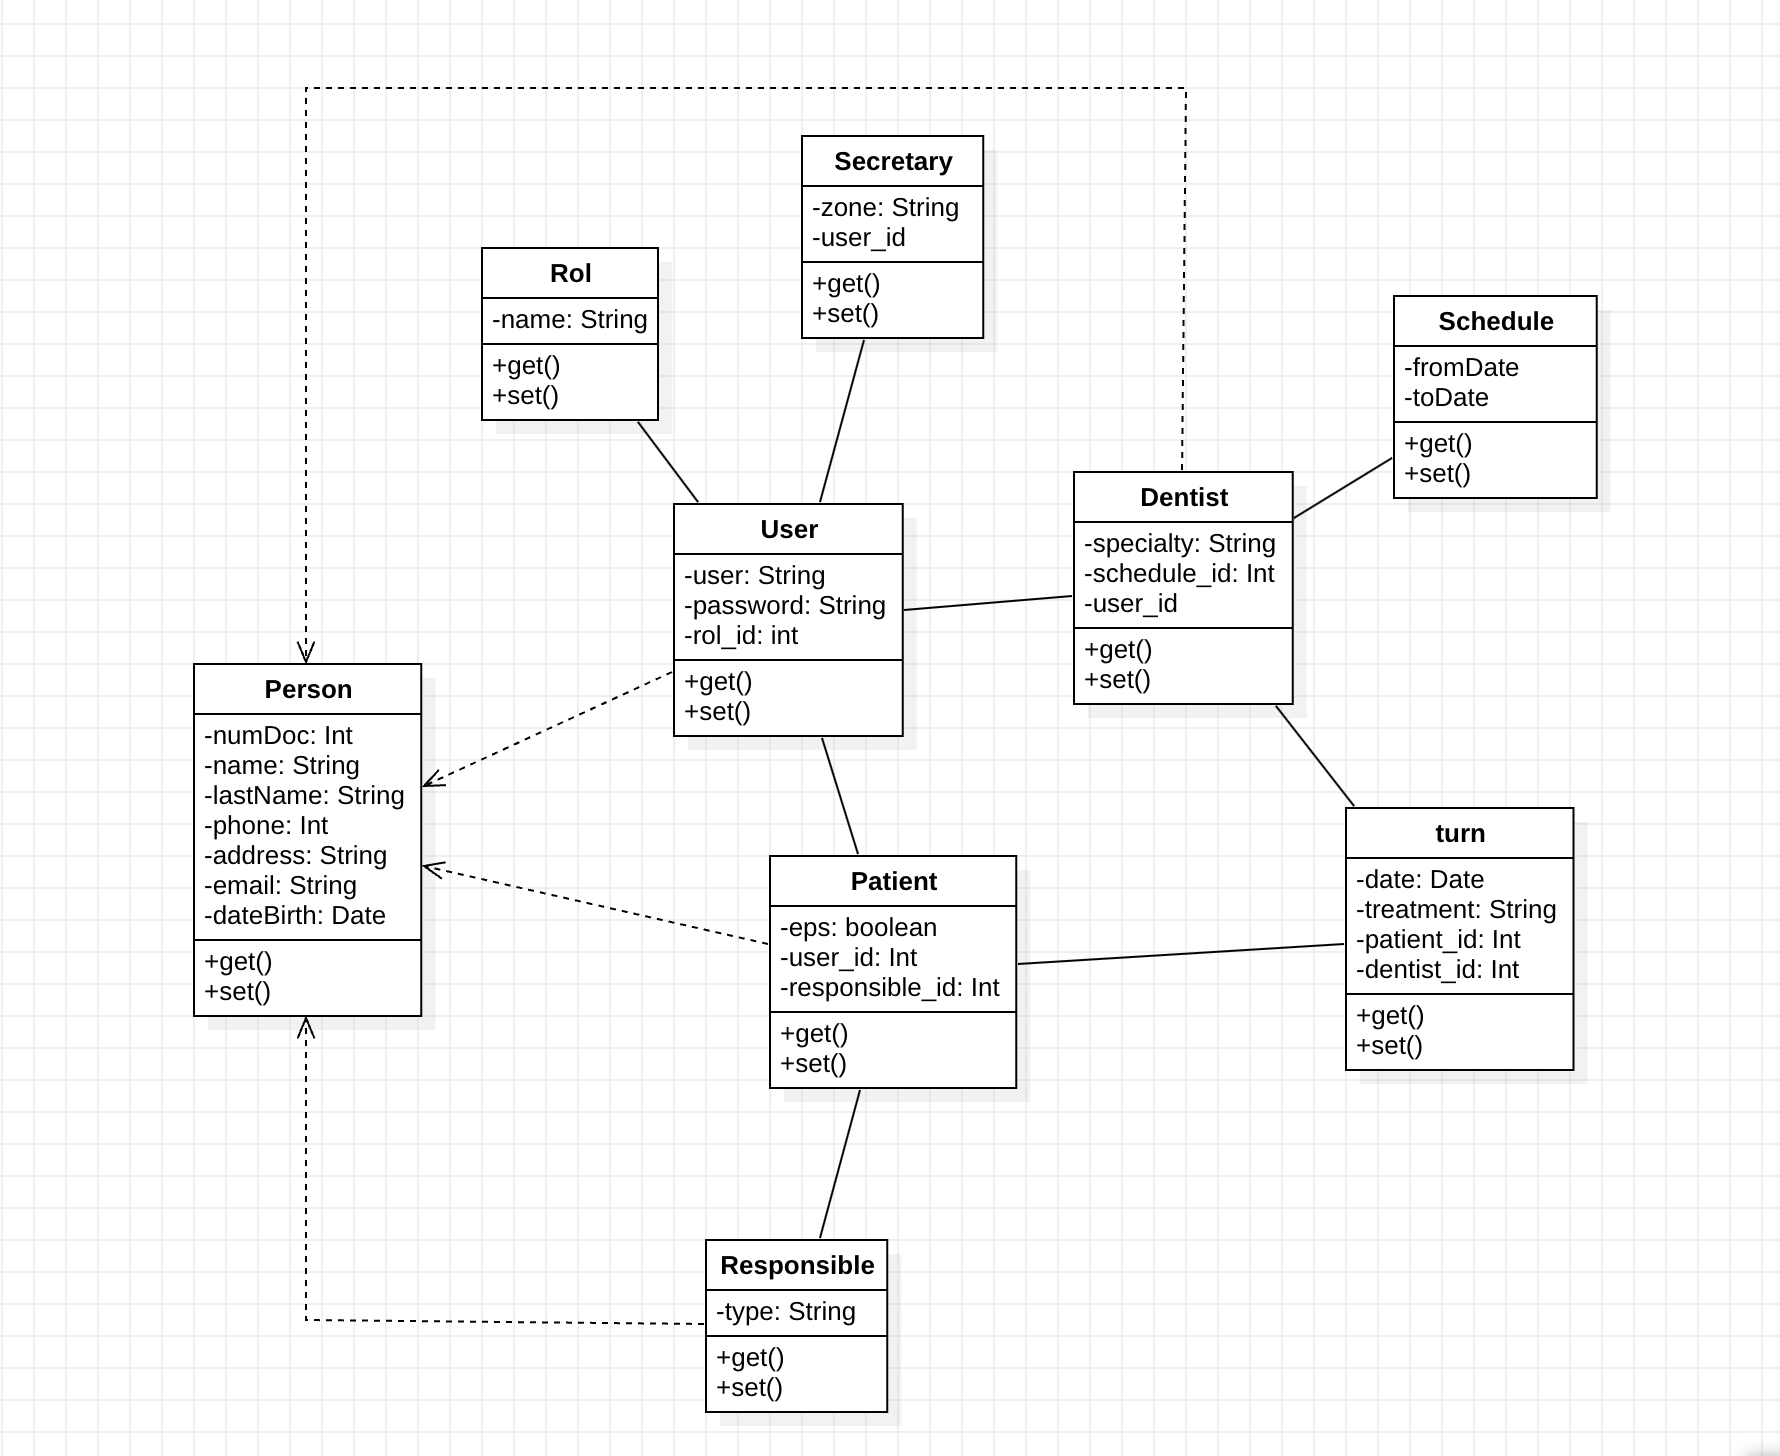 Secretary
-zone: String
-user_id
+get()
+set()
Rol
-name: String
+get()
+set()
Schedule
-fromDate
-toDate
+get()
+set()
User
-user: String
-password: String
-rol_id: int
+get()
+set()
Dentist
-specialty: String
-schedule_id: Int
-user_id
+get()
+set()
Person
-numDoc: Int
-name: String
-lastName: String
-phone: Int
-address: String
-email: String
-dateBirth: Date
+get()
+set()
Patient
-eps: boolean
-user_id: Int
-responsible_id: Int
+get()
+set()
turn
-date: Date
-treatment: String
-patient_id: Int
-dentist_id: Int
+get()
+set()
Responsible
-type: String
+get()
+set()